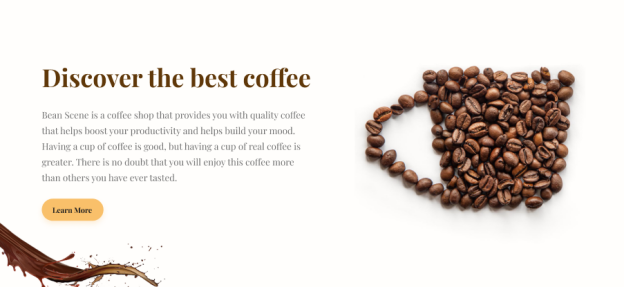 Discover the best coffee
Bean Scene is a coffee shop that provides you with quality coffee
that helps boost your productivity and helps build your mood.
Having a cup of coffee is good, but having a cup of real coffee is
greater. There is no doubt that you will enjoy this coffee more
than others you have ever tasted.
Learn More